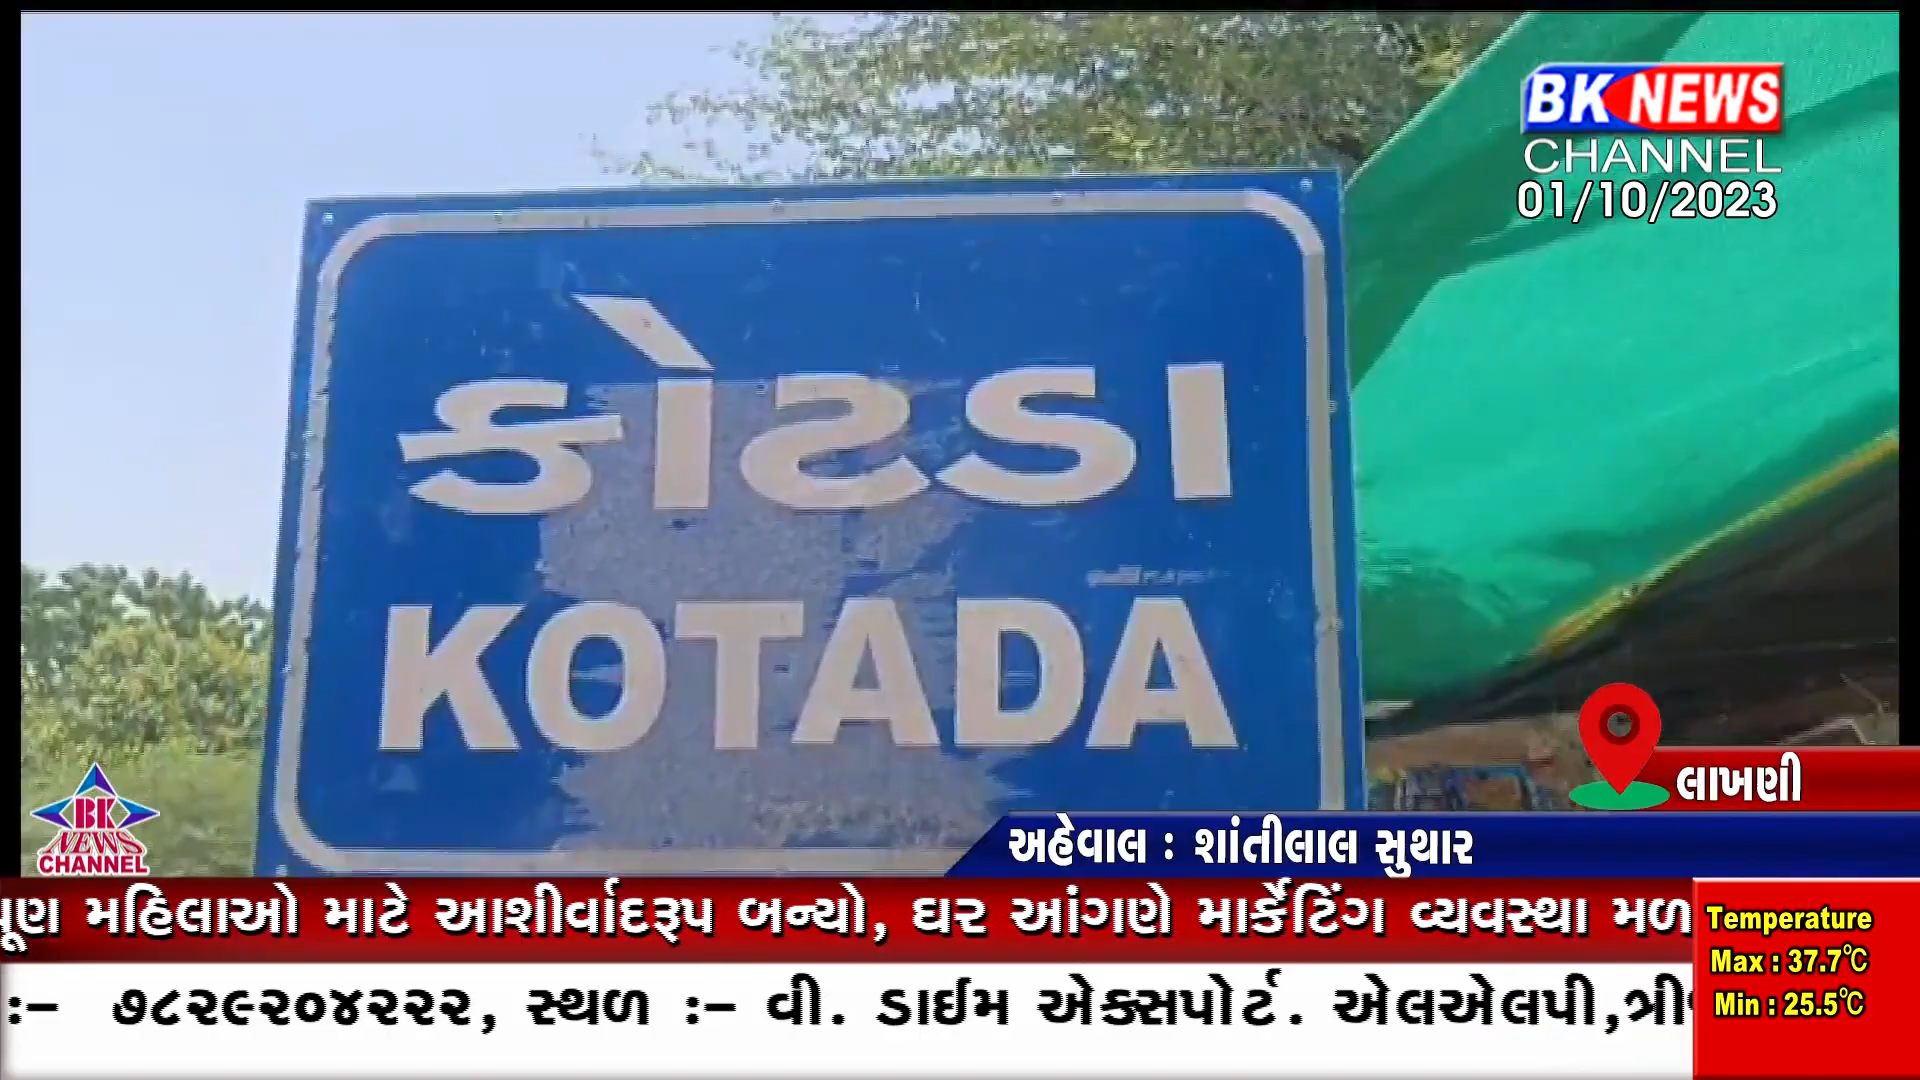 BK NEWS
CHANNEL
01/10/2023
કોટડા
KOTADA
લાખણી
અહેવાલ : શાંતીલાલ સુથાર
BK
NEWS
CHANNEL
મહિલાઓ માટે આશીર્વાદરૂપ બન્યો, ઘર આંગણે માર્કેટિંગ વ્યવસ્થા મળ
Temperature
Max : 37.7℃
Min : 25.5℃
:- ૭૮૨૯૨૦૪૨૨૨, સ્થળ :- વી. ડાઈમ એક્સપોર્ટ. એલએલપી,